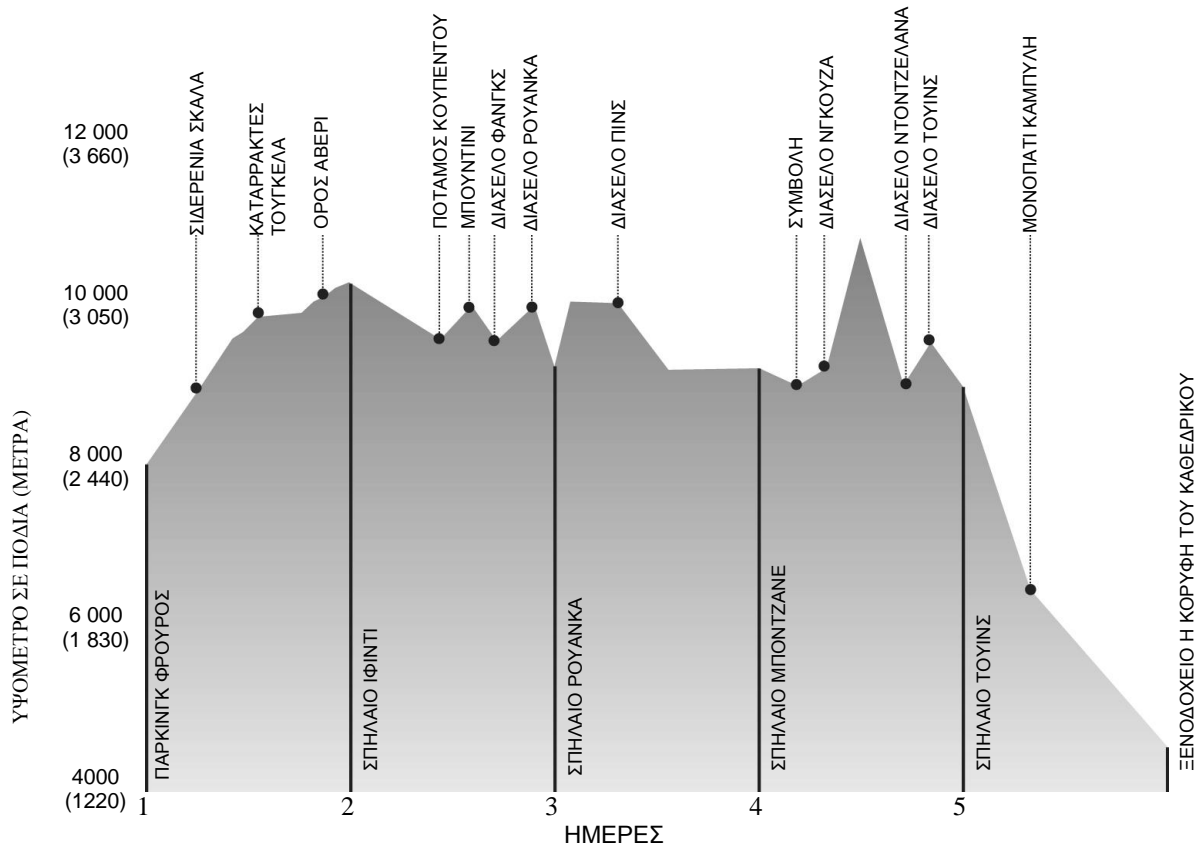 ΥΨΟΜΕΤΡΟ ΣΕ ΠΟΔΙΑ (ΜΕΤΡΑ)
12 000
(3 660)
10 000
(3 050)
8 000
(2 440)
6 000
(1 830)
4000
(1220)
ΣΙΔΕΡΕΝΙΑ ΣΚΑΛΑ
ΚΑΤΑΡΡΑΚΤΕΣ
ΤΟΥΓΚΕΛΑ
ΟΡΟΣ ΑΒΕΡΙ
ΠΟΤΑΜΟΣ ΚΟΥΠΕΝΤΟΥ
ΜΠΟΥΝΤΙΝΙ
ΔΙΑΣΕΛΟ ΦΑΝΓΚΣ
ΔΙΑΣΕΛΟ ΡΟΥΑΝΚΑ
ΔΙΑΣΕΛΟ ΠΙΝΣ
ΣΥΜΒΟΛΗ
ΔΙΑΣΕΛΟ ΝΓΚΟΥΖΑ
ΔΙΑΣΕΛΟ ΝΤΟΝΤΖΕΛΑΝΑ
ΔΙΑΣΕΛΟ ΤΟΥΙΝΣ
ΜΟΝΟΠΑΤΙ ΚΑΜΠΥΛΗ
ΠΑΡΚΙΝΓΚ ΦΡΟΥΡΟΣ
ΣΠΗΛΑΙΟ ΙΦΙΝΤΙ
ΣΠΗΛΑΙΟ ΡΟΥΑΝΚΑ
ΣΠΗΛΑΙΟ ΜΠΟΝΤΖΑΝΕ
ΣΠΗΛΑΙΟ ΤΟΥΙΝΣ
ΞΕΝΟΔΟΧΕΙΟ Η ΚΟΡΥΦΗ ΤΟΥ ΚΑΘΕΔΡΙΚΟΥ
1 2 3 4 5
ΗΜΕΡΕΣ